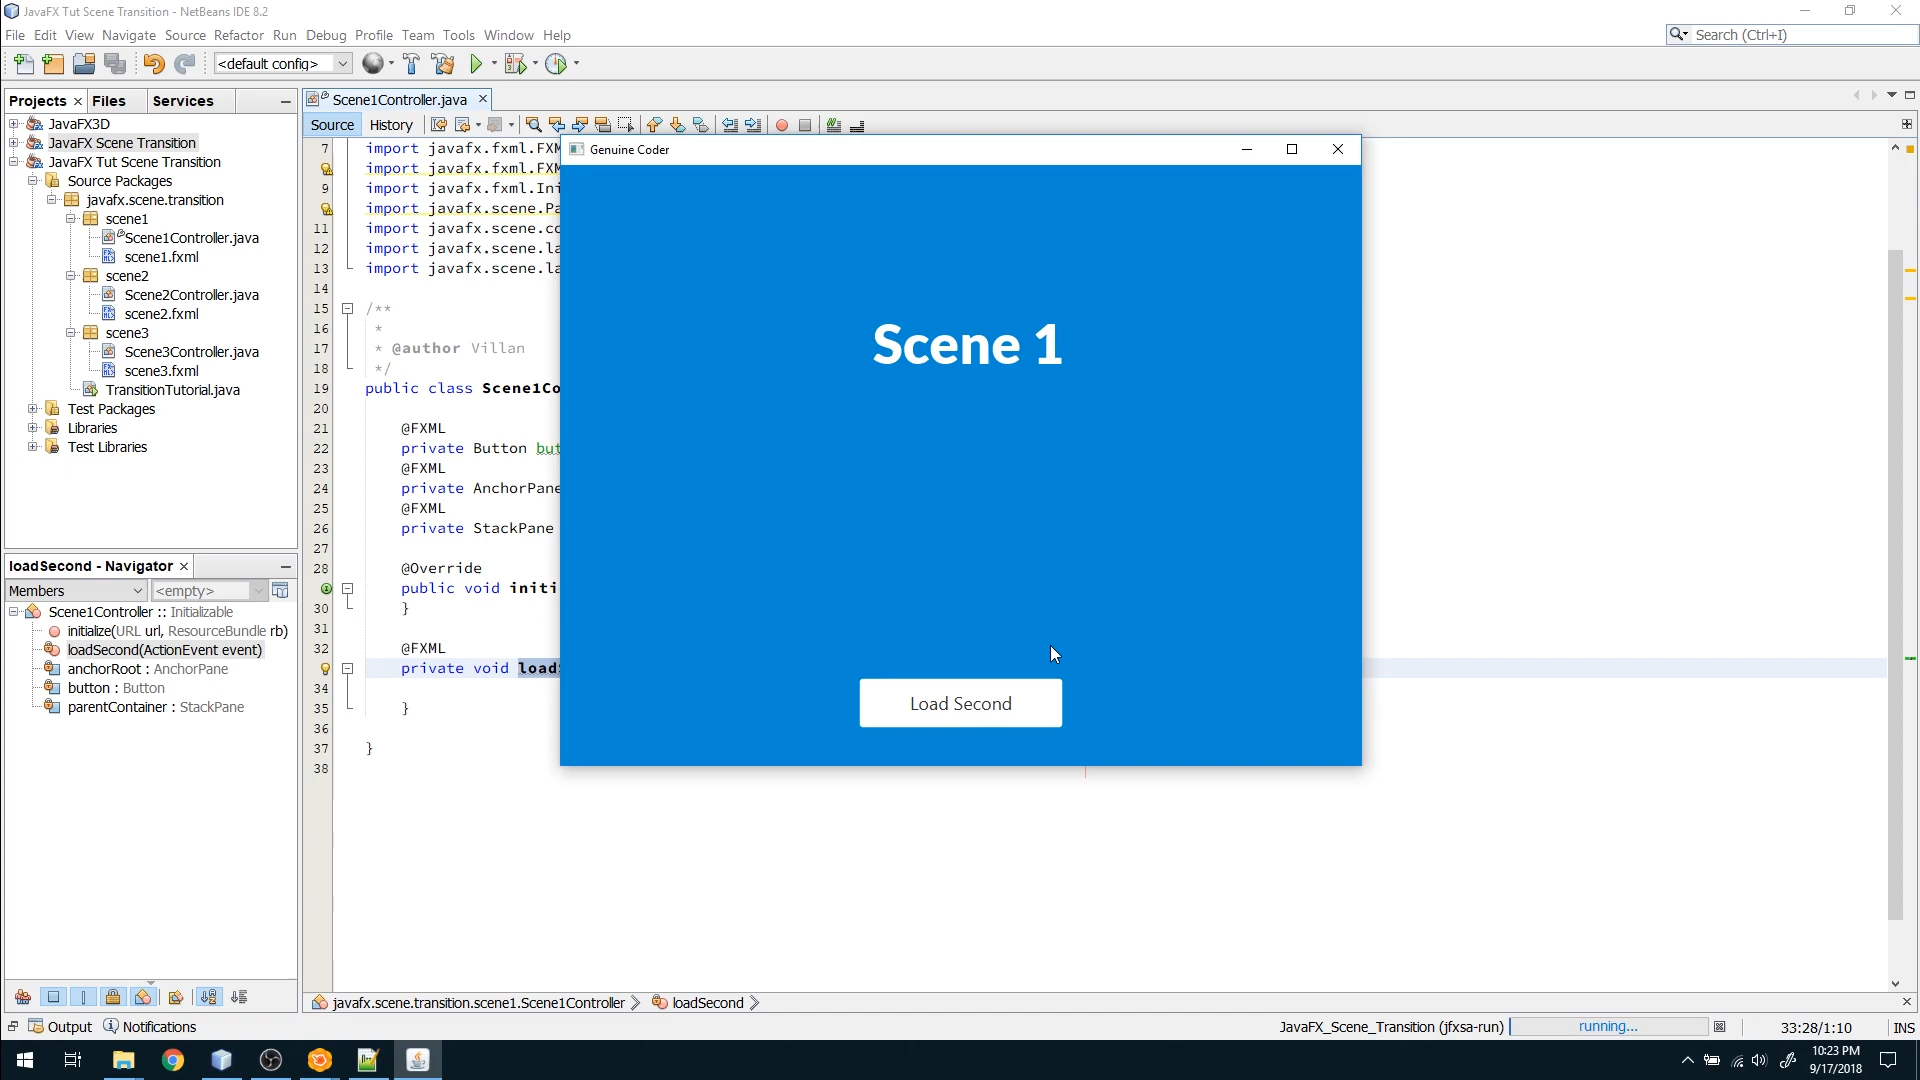 JavaFX Tut Scene Transition - NetBeans IDE 8.2
File Edit View Navigate Source Refactor Run Debug Profile Team Tools Window Help
Search (Ctrl+I)
<default config>
Projects Files Services
JavaFX3D
JavaFX Scene Transition
JavaFX Tut Scene Transition
Source Packages
javafx.scene.transition
scene1
Scene1Controller.java
scene1.fxml
scene2
Scene2Controller.java
scene2.fxml
scene3
Scene3Controller.java
scene3.fxml
TransitionTutorial.java
Test Packages
Libraries
Test Libraries
loadSecond - Navigator
Members <empty>
Scene1Controller :: Initializable
initialize(URL url, ResourceBundle rb)
loadSecond(ActionEvent event)
anchorRoot : AnchorPane
button : Button
parentContainer : StackPane
Scene1Controller.java
Source History
7 import javafx.fxml.FXM
import javafx.fxml.FXM
9 import javafx.fxml.Ini
import javafx.scene.Pa
11 import javafx.scene.co
12 import javafx.scene.la
13 import javafx.scene.la
14
15 /**
16 *
17 * @author Villan
18 */
19 public class Scene1Co
20
21 @FXML
22 private Button but
23 @FXML
24 private AnchorPane
25 @FXML
26 private StackPane
27
28 @Override
public void initi
30 }
31
32 @FXML
private void load
34
35 }
36
37 }
38
Genuine Coder
Scene 1
Load Second
javafx.scene.transition.scene1.Scene1Controller loadSecond
Output Notifications
JavaFX_Scene_Transition (jfxsa-run) running... 33:28/1:10 INS
10:23 PM
9/17/2018